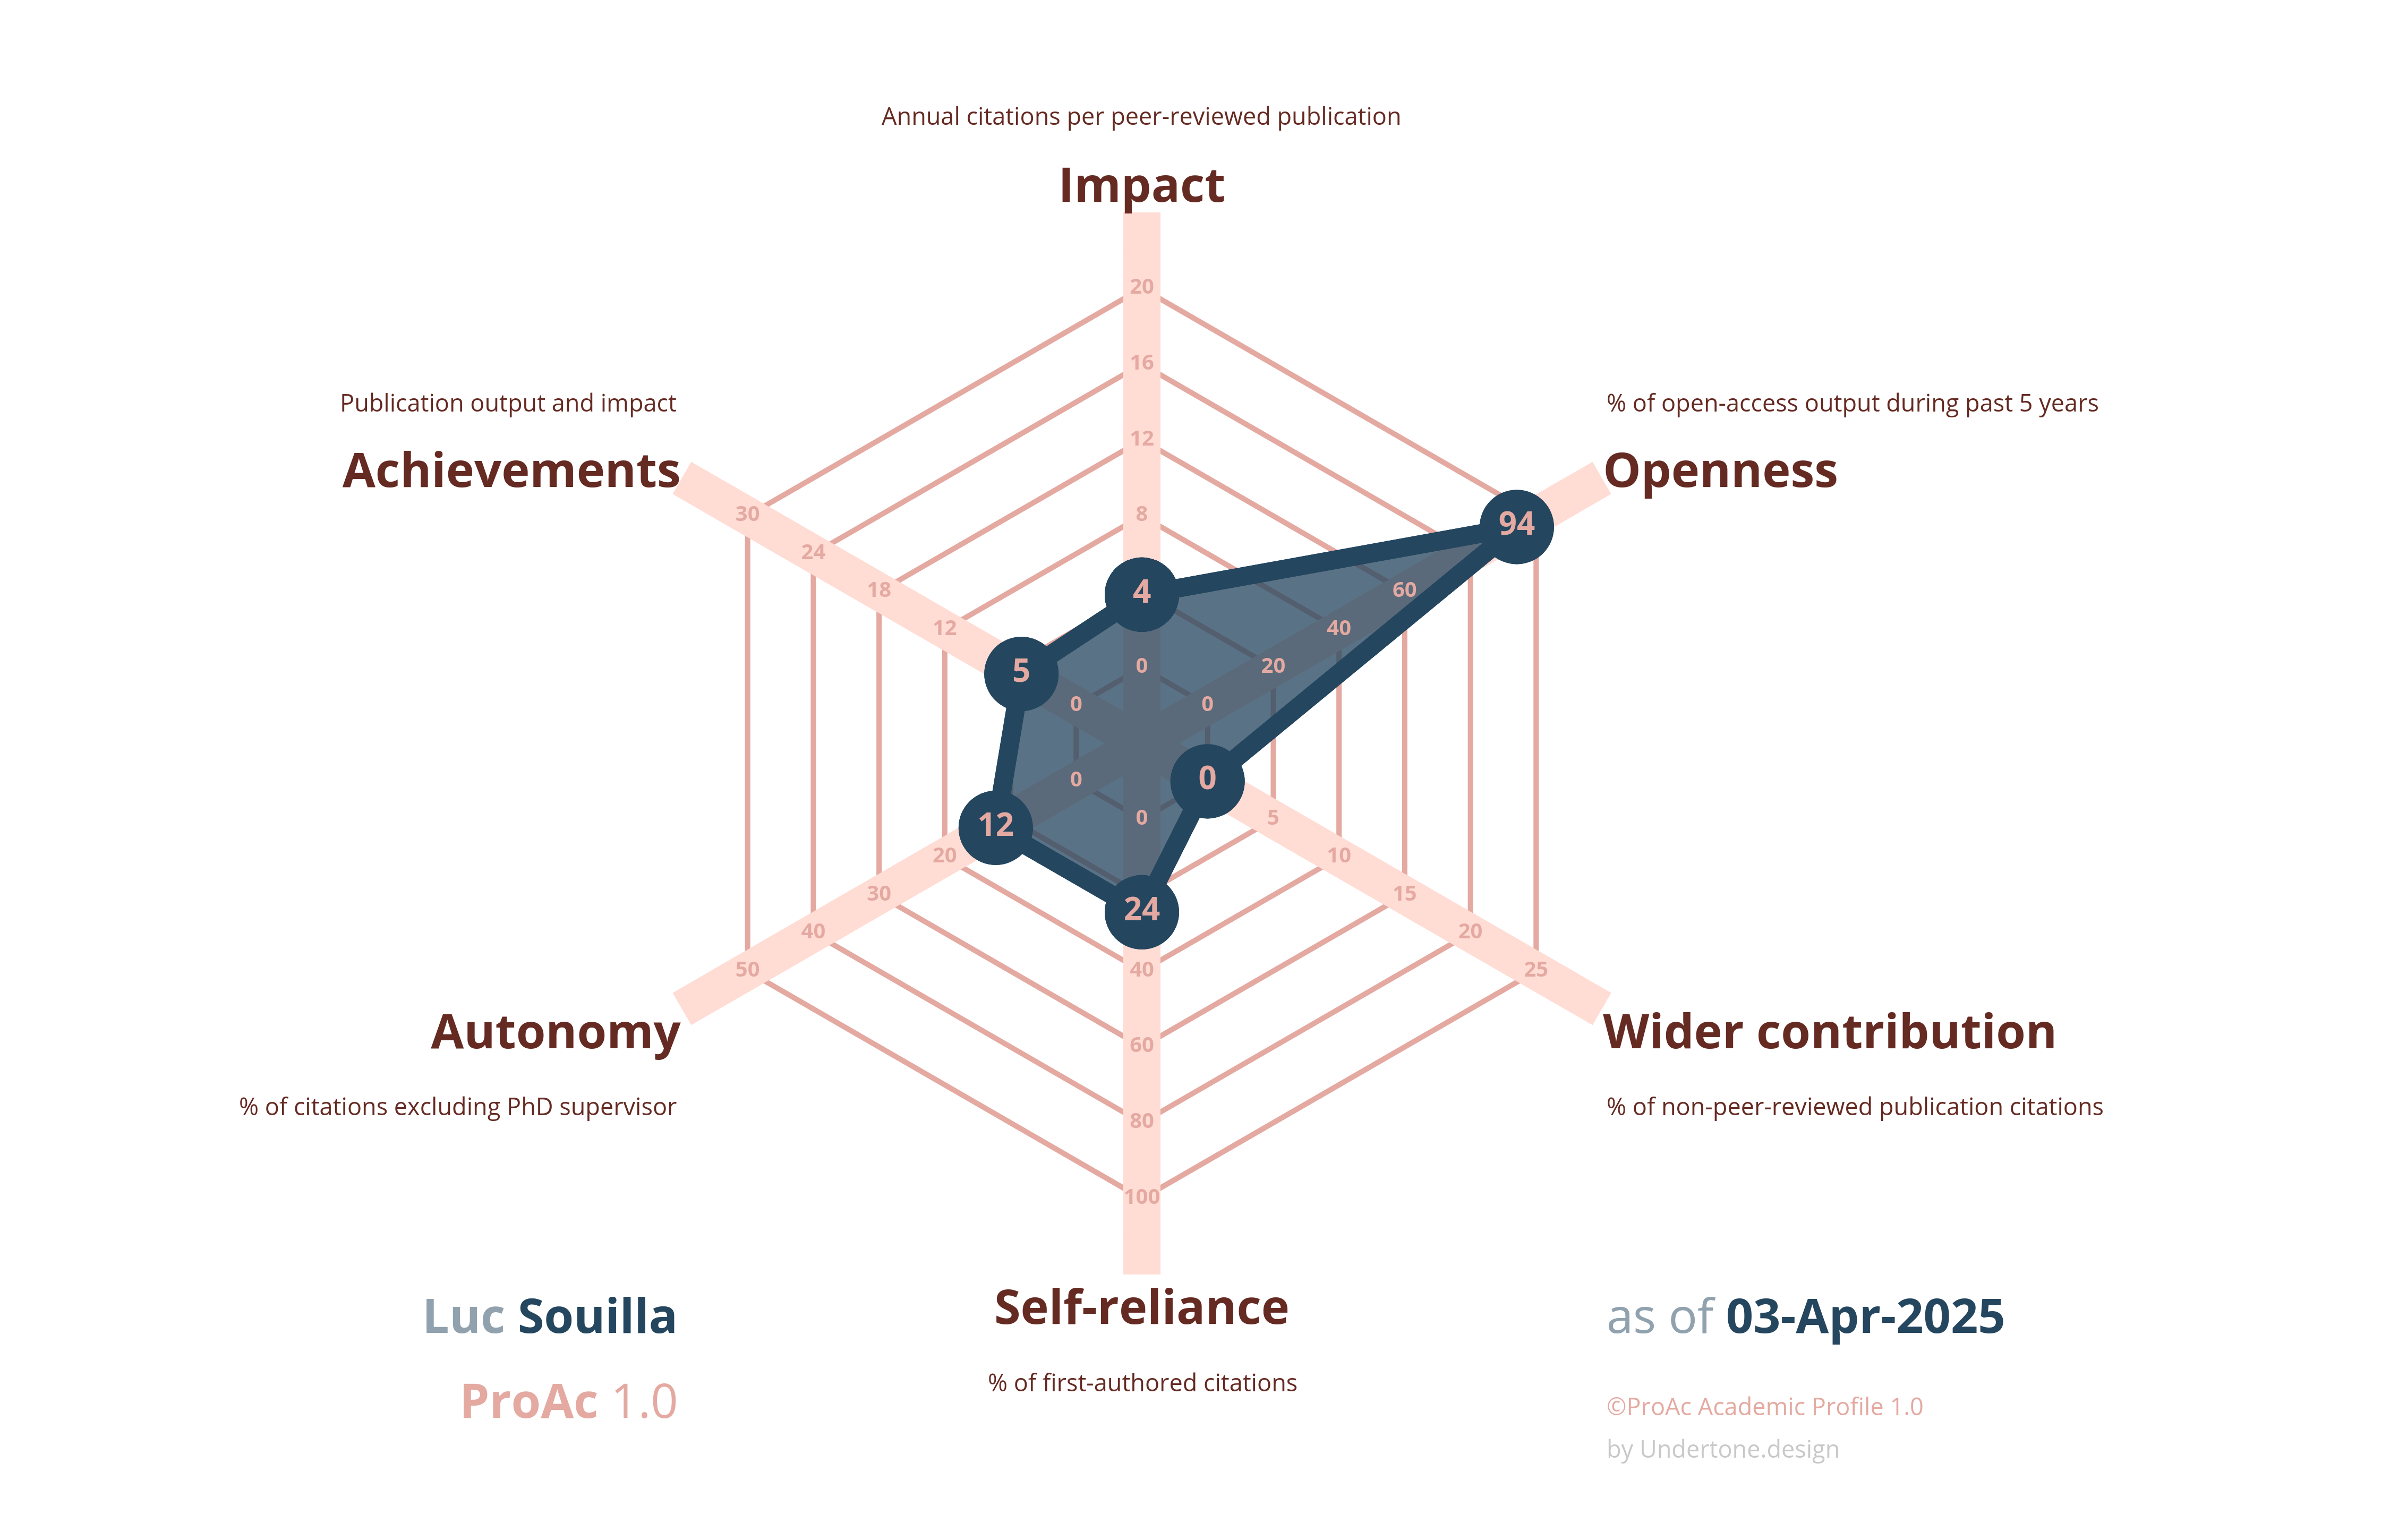 Annual citations per peer-reviewed publication
Impact
20
16
12
8
4
0
% of open-access output during past 5 years
Openness
94
60
40
20
0
Wider contribution
% of non-peer-reviewed publication citations
0
5
10
15
20
25
Self-reliance
% of first-authored citations
0
24
40
60
80
100
Autonomy
% of citations excluding PhD supervisor
0
12
20
30
40
50
Publication output and impact
Achievements
30
24
18
12
5
0
Luc Souilla
ProAc 1.0
as of 03-Apr-2025
©ProAc Academic Profile 1.0
by Undertone.design